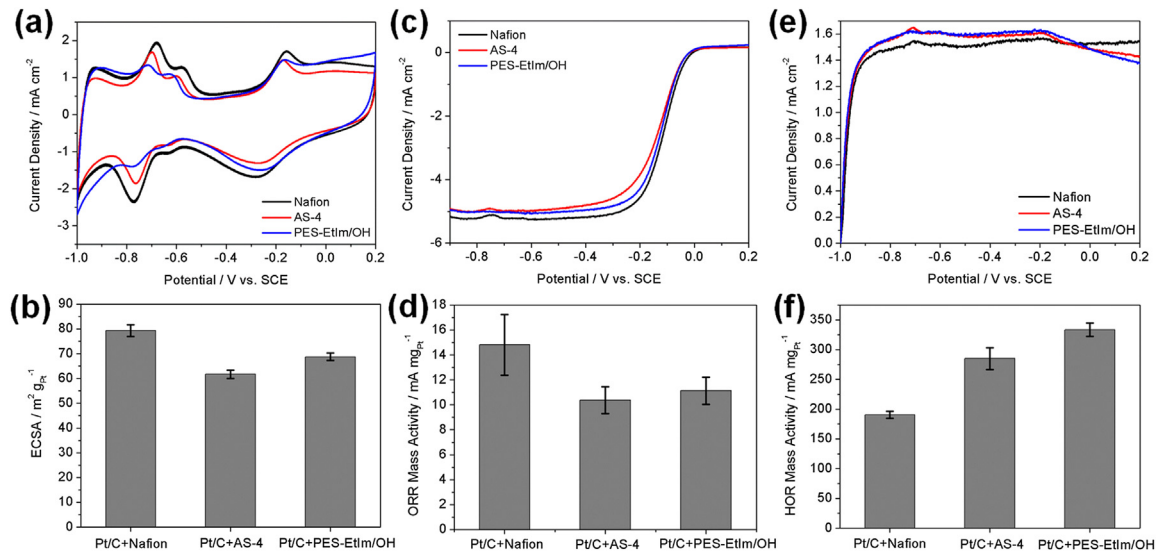 (a)
2
1
0
-1
-2
-3
Current Density / mA cm-2
Nafion
AS-4
PES-EtIm/OH
-1.0 -0.8 -0.6 -0.4 -0.2 0.0 0.2
Potential / V vs. SCE
(c)
0
-2
-4
-6
Current Density / mA cm-2
Nafion
AS-4
PES-EtIm/OH
-0.8 -0.6 -0.4 -0.2 0.0 0.2
Potential / V vs. SCE
(e)
1.6
1.4
1.2
1.0
0.8
0.6
0.4
0.2
0.0
Current Density / mA cm-2
Nafion
AS-4
PES-EtIm/OH
-1.0 -0.8 -0.6 -0.4 -0.2 0.0 0.2
Potential / V vs. SCE
(b)
90
80
70
60
50
40
30
20
10
0
ECSA / m2 gPt-1
Pt/C+Nafion Pt/C+AS-4 Pt/C+PES-EtIm/OH
(d)
18
16
14
12
10
8
6
4
2
0
ORR Mass Activity / mA mgPt-1
Pt/C+Nafion Pt/C+AS-4 Pt/C+PES-EtIm/OH
(f)
350
300
250
200
150
100
50
0
HOR Mass Activity / mA mgPt-1
Pt/C+Nafion Pt/C+AS-4 Pt/C+PES-EtIm/OH